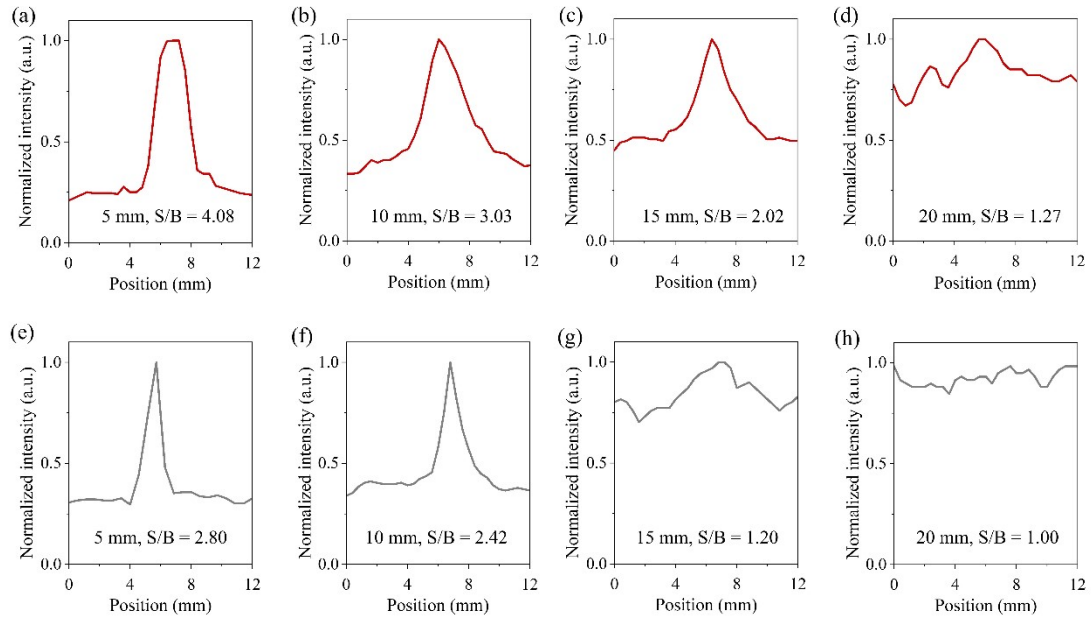 (a)
Normalized intensity (a.u.)
1.0
0.5
0.0
5 mm, S/B = 4.08
0 4 8 12
Position (mm)
(b)
Normalized intensity (a.u.)
1.0
0.5
0.0
10 mm, S/B = 3.03
0 4 8 12
Position (mm)
(c)
Normalized intensity (a.u.)
1.0
0.5
0.0
15 mm, S/B = 2.02
0 4 8 12
Position (mm)
(d)
Normalized intensity (a.u.)
1.0
0.5
0.0
20 mm, S/B = 1.27
0 4 8 12
Position (mm)
(e)
Normalized intensity (a.u.)
1.0
0.5
0.0
5 mm, S/B = 2.80
0 4 8 12
Position (mm)
(f)
Normalized intensity (a.u.)
1.0
0.5
0.0
10 mm, S/B = 2.42
0 4 8 12
Position (mm)
(g)
Normalized intensity (a.u.)
1.0
0.5
0.0
15 mm, S/B = 1.20
0 4 8 12
Position (mm)
(h)
Normalized intensity (a.u.)
1.0
0.5
0.0
20 mm, S/B = 1.00
0 4 8 12
Position (mm)